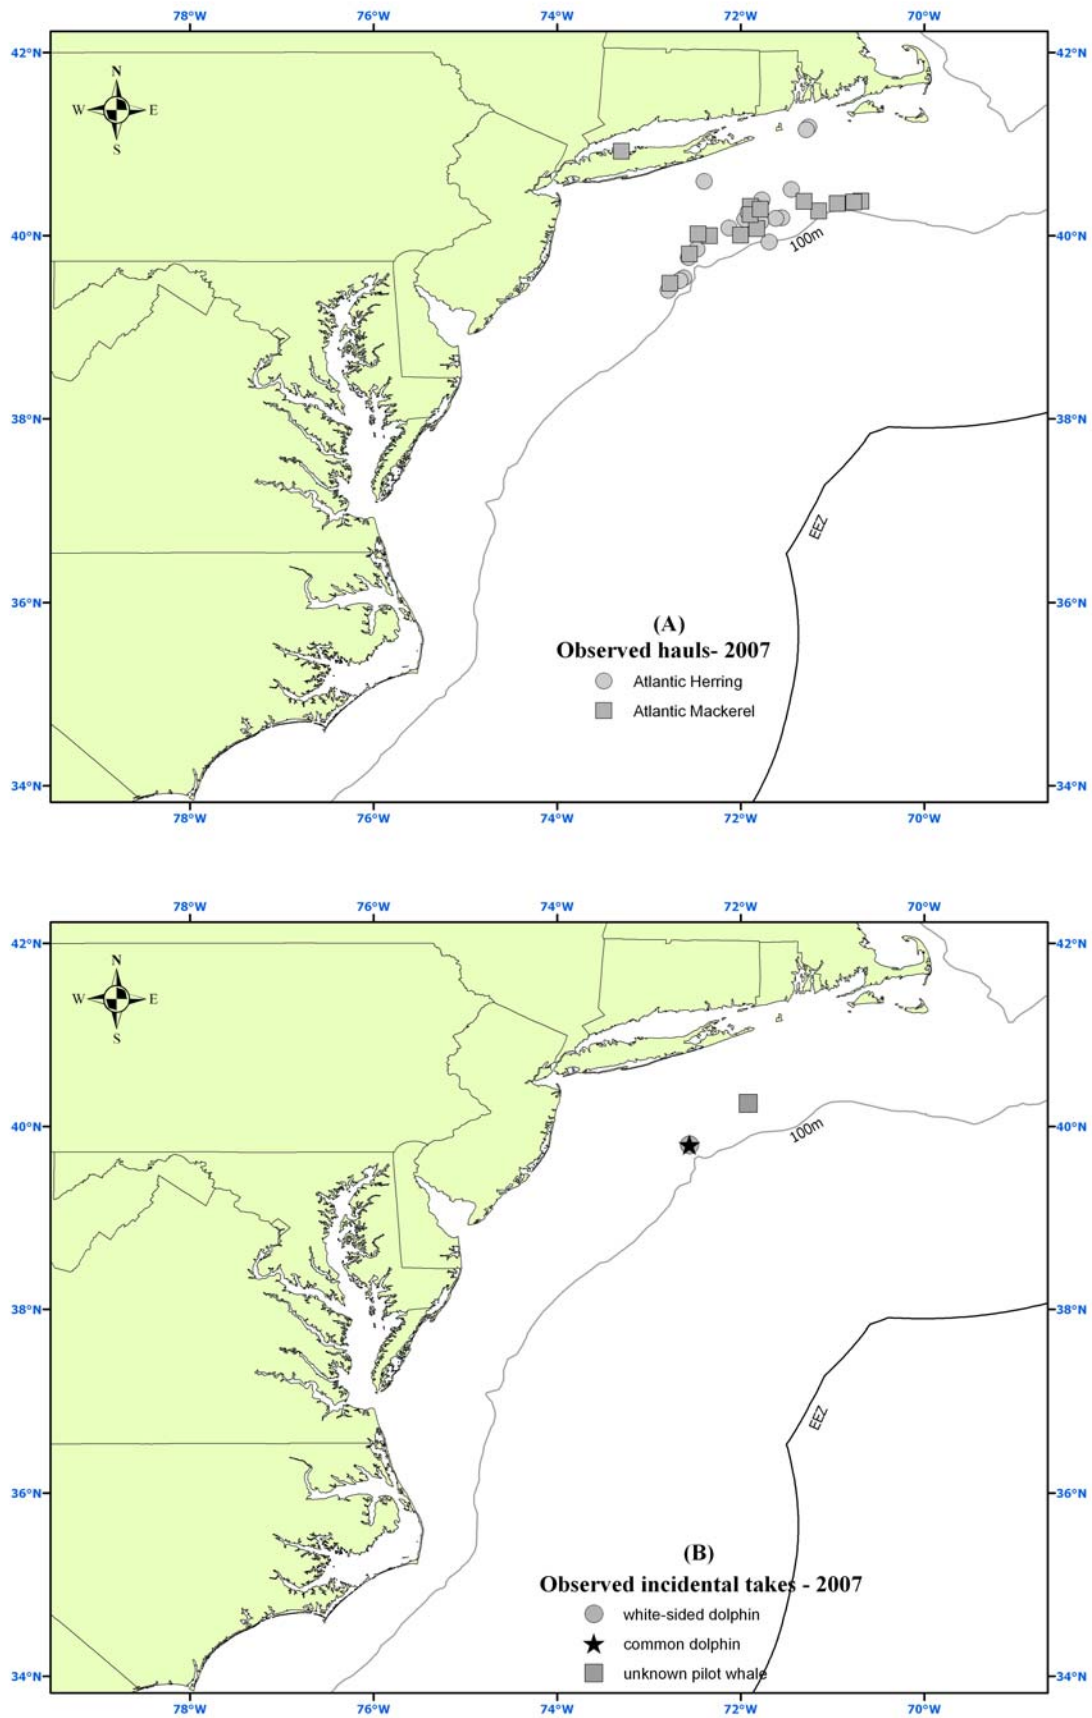 78°W 76°W 74°W 72°W 70°W
42°N 42°N
N
W E
S
40°N 40°N
100m
38°N 38°N
EEZ
36°N 36°N
(A)
Observed hauls- 2007
Atlantic Herring
Atlantic Mackerel
34°N 34°N
78°W 76°W 74°W 72°W 70°W
78°W 76°W 74°W 72°W 70°W
42°N 42°N
N
W E
S
40°N 40°N
100m
38°N 38°N
EEZ
36°N 36°N
(B)
Observed incidental takes - 2007
white-sided dolphin
common dolphin
unknown pilot whale
34°N 34°N
78°W 76°W 74°W 72°W 70°W